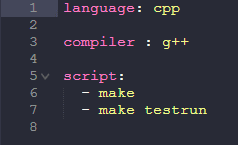 1 language: cpp
2
3 compiler : g++
4
5 script:
6   - make
7   - make testrun
8